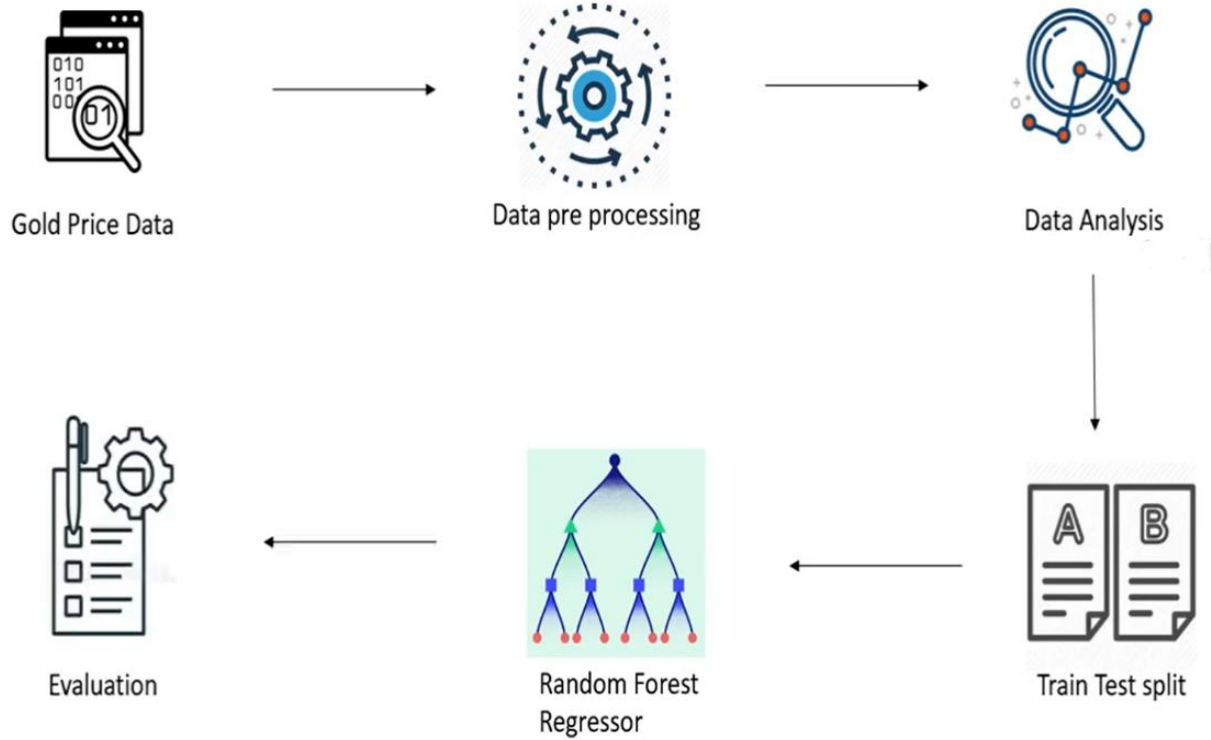 010
101
00
01
Gold Price Data
Data pre processing
Data Analysis
A B
Train Test split
Random Forest
Regressor
Evaluation